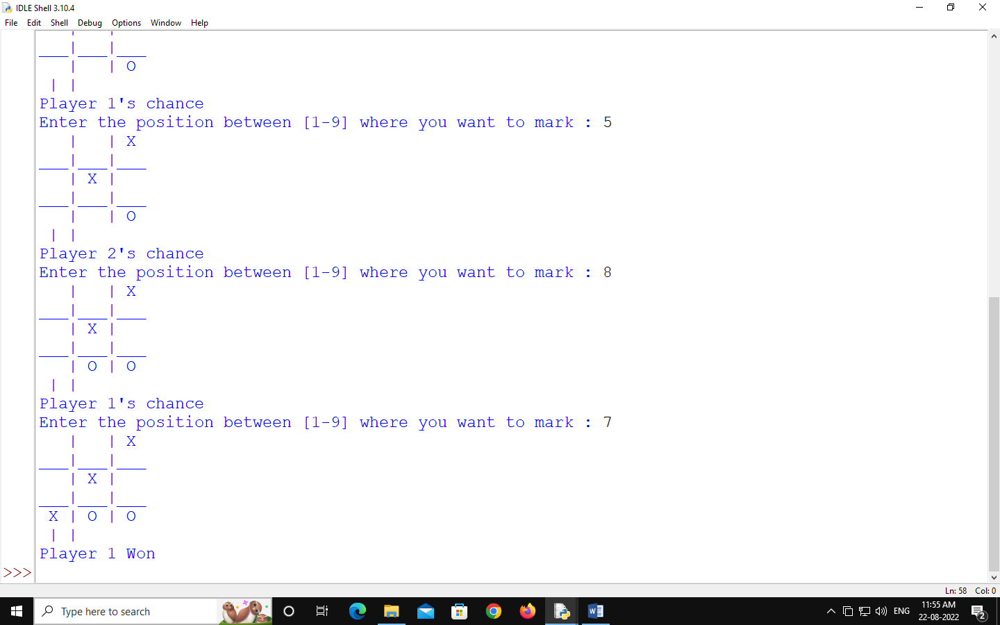 IDLE Shell 3.10.4
File Edit Shell Debug Options Window Help
   |   |
___|___|___
   |   | O
 | |
Player 1's chance
Enter the position between [1-9] where you want to mark : 5
   |   | X
___|___|___
   | X |
___|___|___
   |   | O
 | |
Player 2's chance
Enter the position between [1-9] where you want to mark : 8
   |   | X
___|___|___
   | X |
___|___|___
   | O | O
 | |
Player 1's chance
Enter the position between [1-9] where you want to mark : 7
   |   | X
___|___|___
   | X |
___|___|___
 X | O | O
 | |
Player 1 Won
>>>
Ln: 58 Col: 0
Type here to search
ENG
11:55 AM
22-08-2022
2